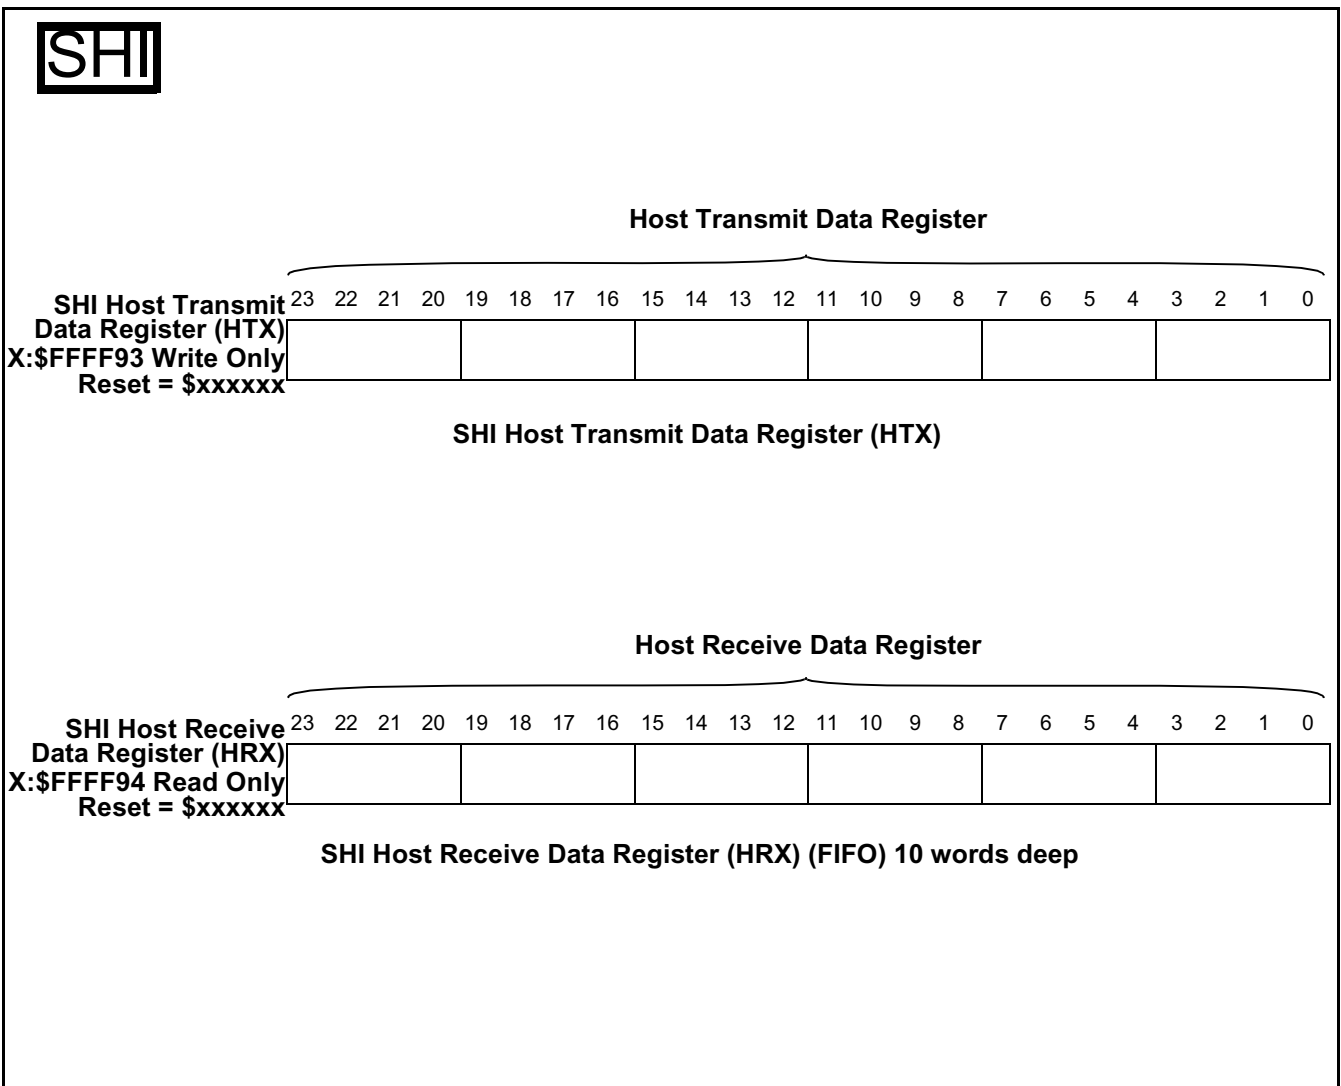 SHI
Host Transmit Data Register
SHI Host Transmit 23 22 21 20 19 18 17 16 15 14 13 12 11 10 9 8 7 6 5 4 3 2 1 0
Data Register (HTX)
X:$FFFF93 Write Only
Reset = $xxxxxx
SHI Host Transmit Data Register (HTX)
Host Receive Data Register
SHI Host Receive 23 22 21 20 19 18 17 16 15 14 13 12 11 10 9 8 7 6 5 4 3 2 1 0
Data Register (HRX)
X:$FFFF94 Read Only
Reset = $xxxxxx
SHI Host Receive Data Register (HRX) (FIFO) 10 words deep